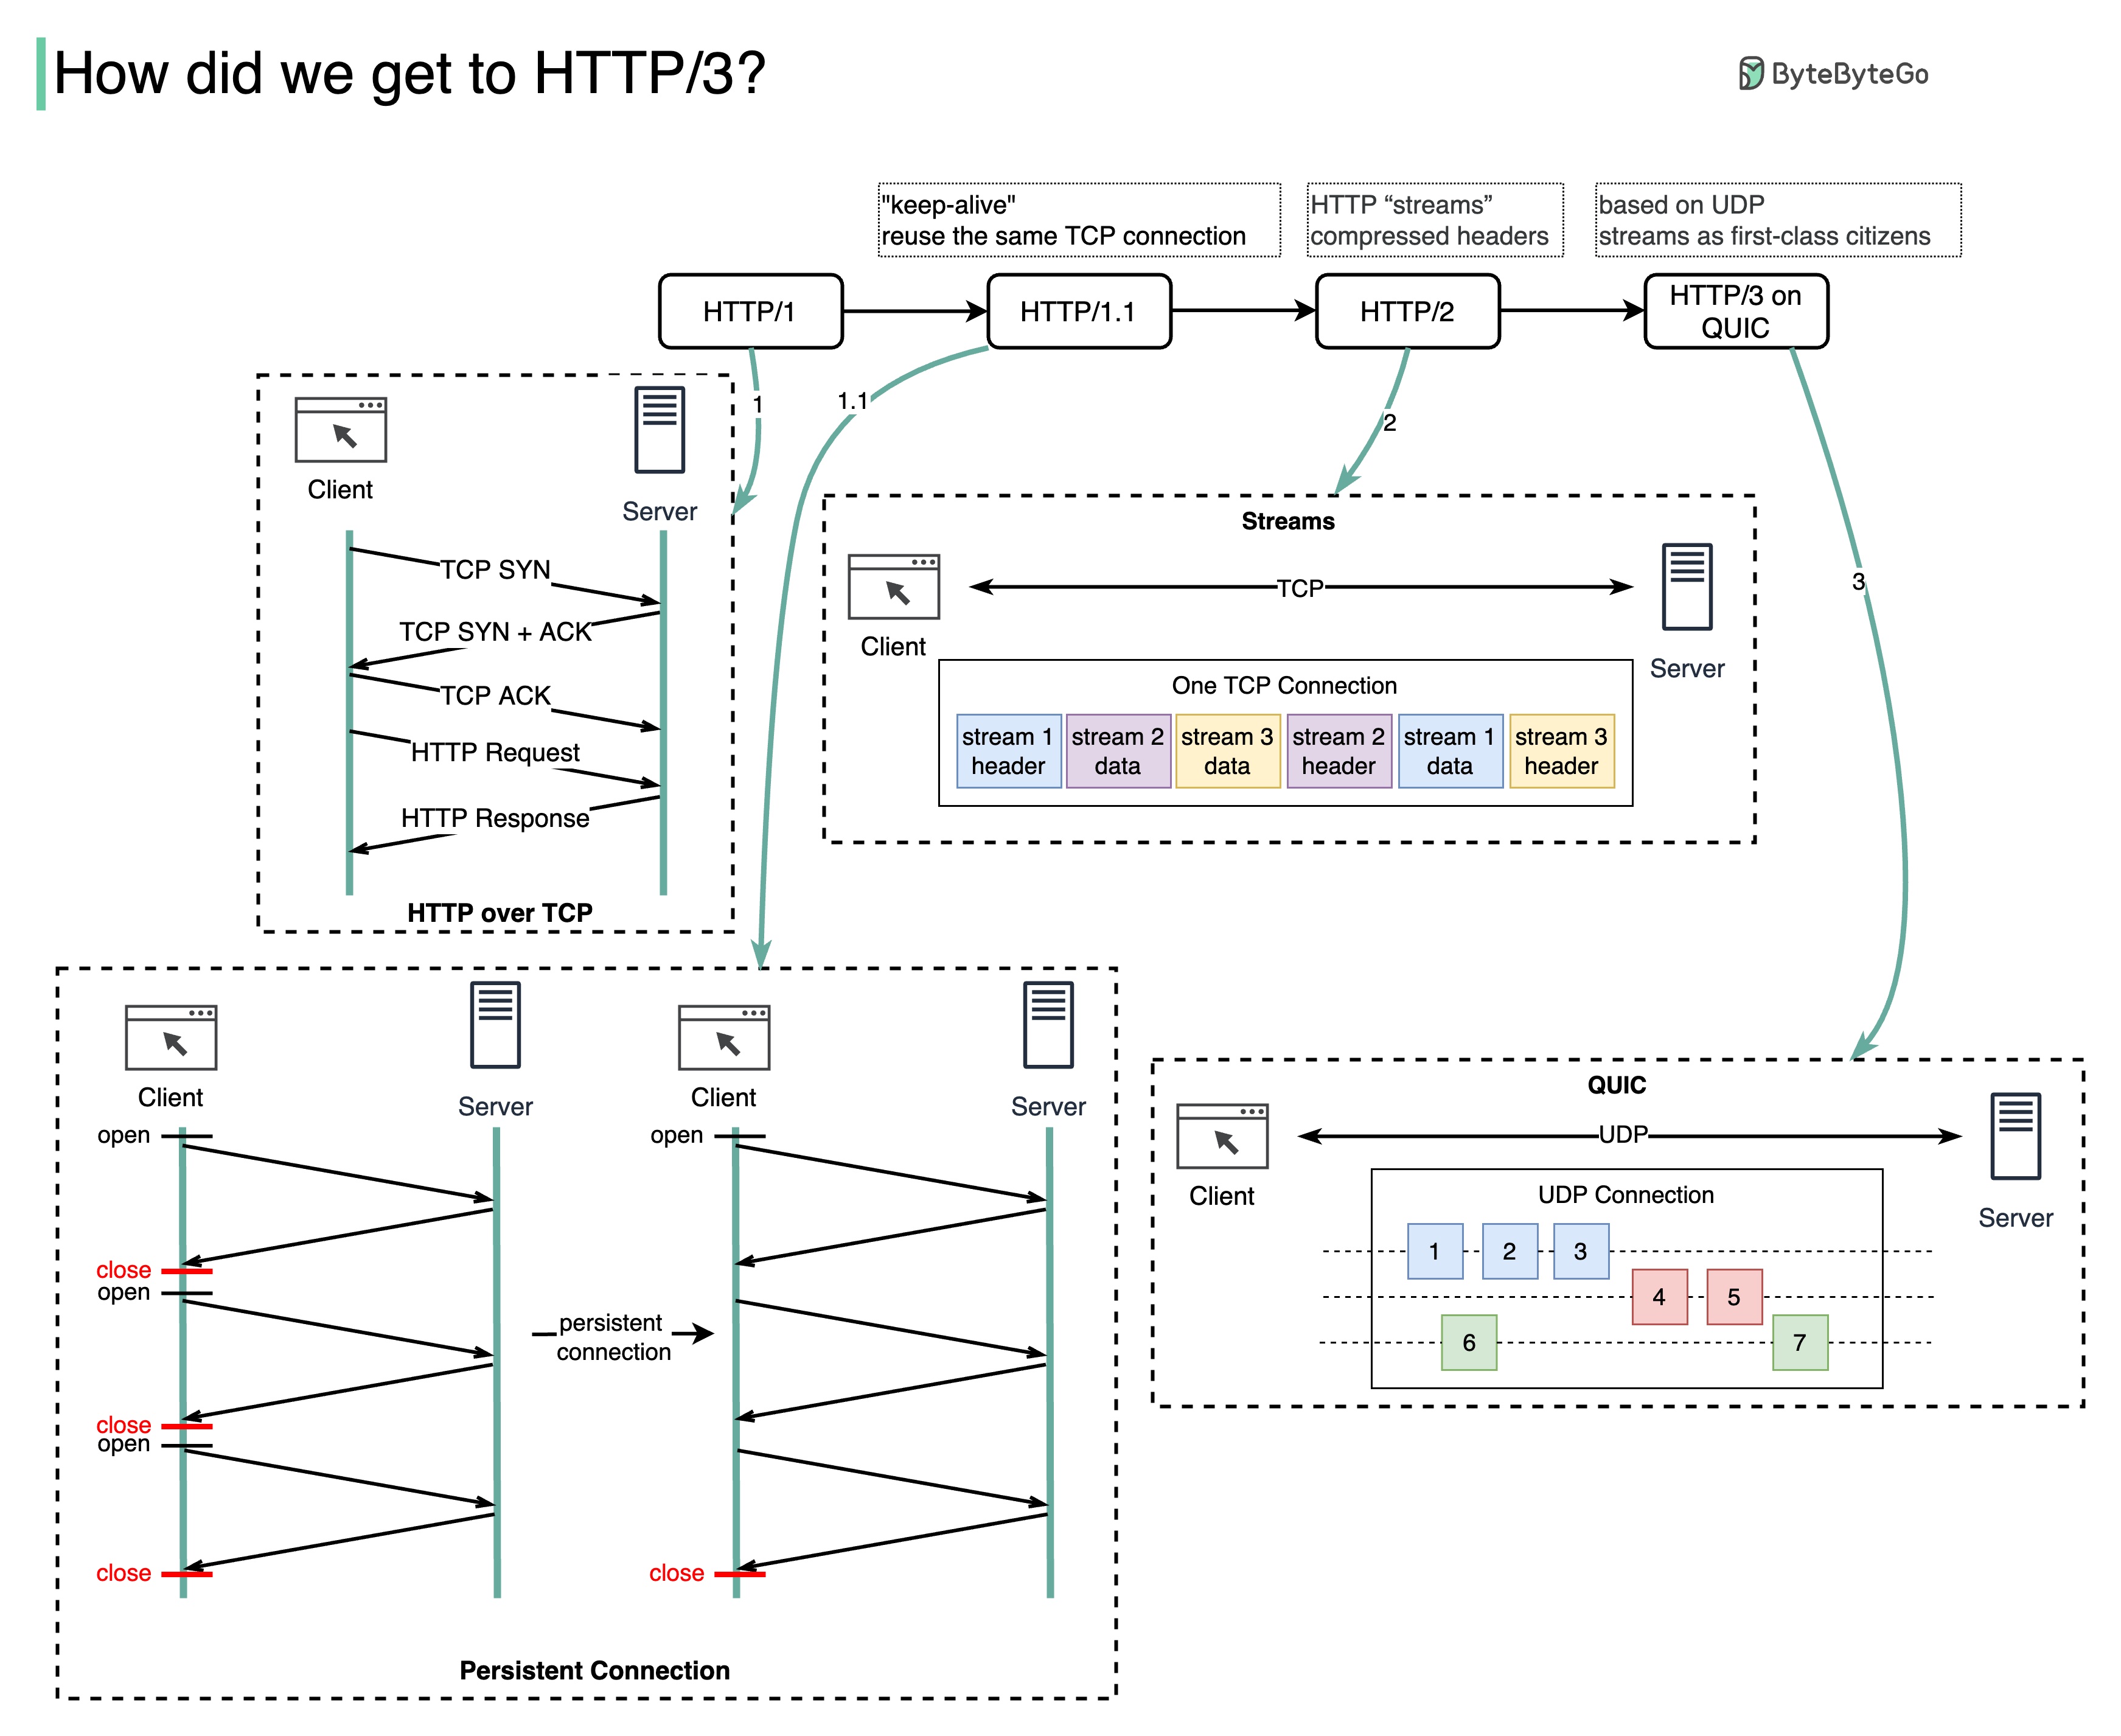 How did we get to HTTP/3?
ByteByteGo
"keep-alive"
reuse the same TCP connection
HTTP “streams”
compressed headers
based on UDP
streams as first-class citizens
HTTP/1
HTTP/1.1
HTTP/2
HTTP/3 on
QUIC
1
1.1
2
3
Client
Server
TCP SYN
TCP SYN + ACK
TCP ACK
HTTP Request
HTTP Response
HTTP over TCP
Streams
Client
TCP
Server
One TCP Connection
stream 1
header
stream 2
data
stream 3
data
stream 2
header
stream 1
data
stream 3
header
Client
Server
open
close
open
close
open
close
persistent
connection
Client
Server
open
close
Persistent Connection
QUIC
Client
UDP
Server
UDP Connection
1
2
3
4
5
6
7